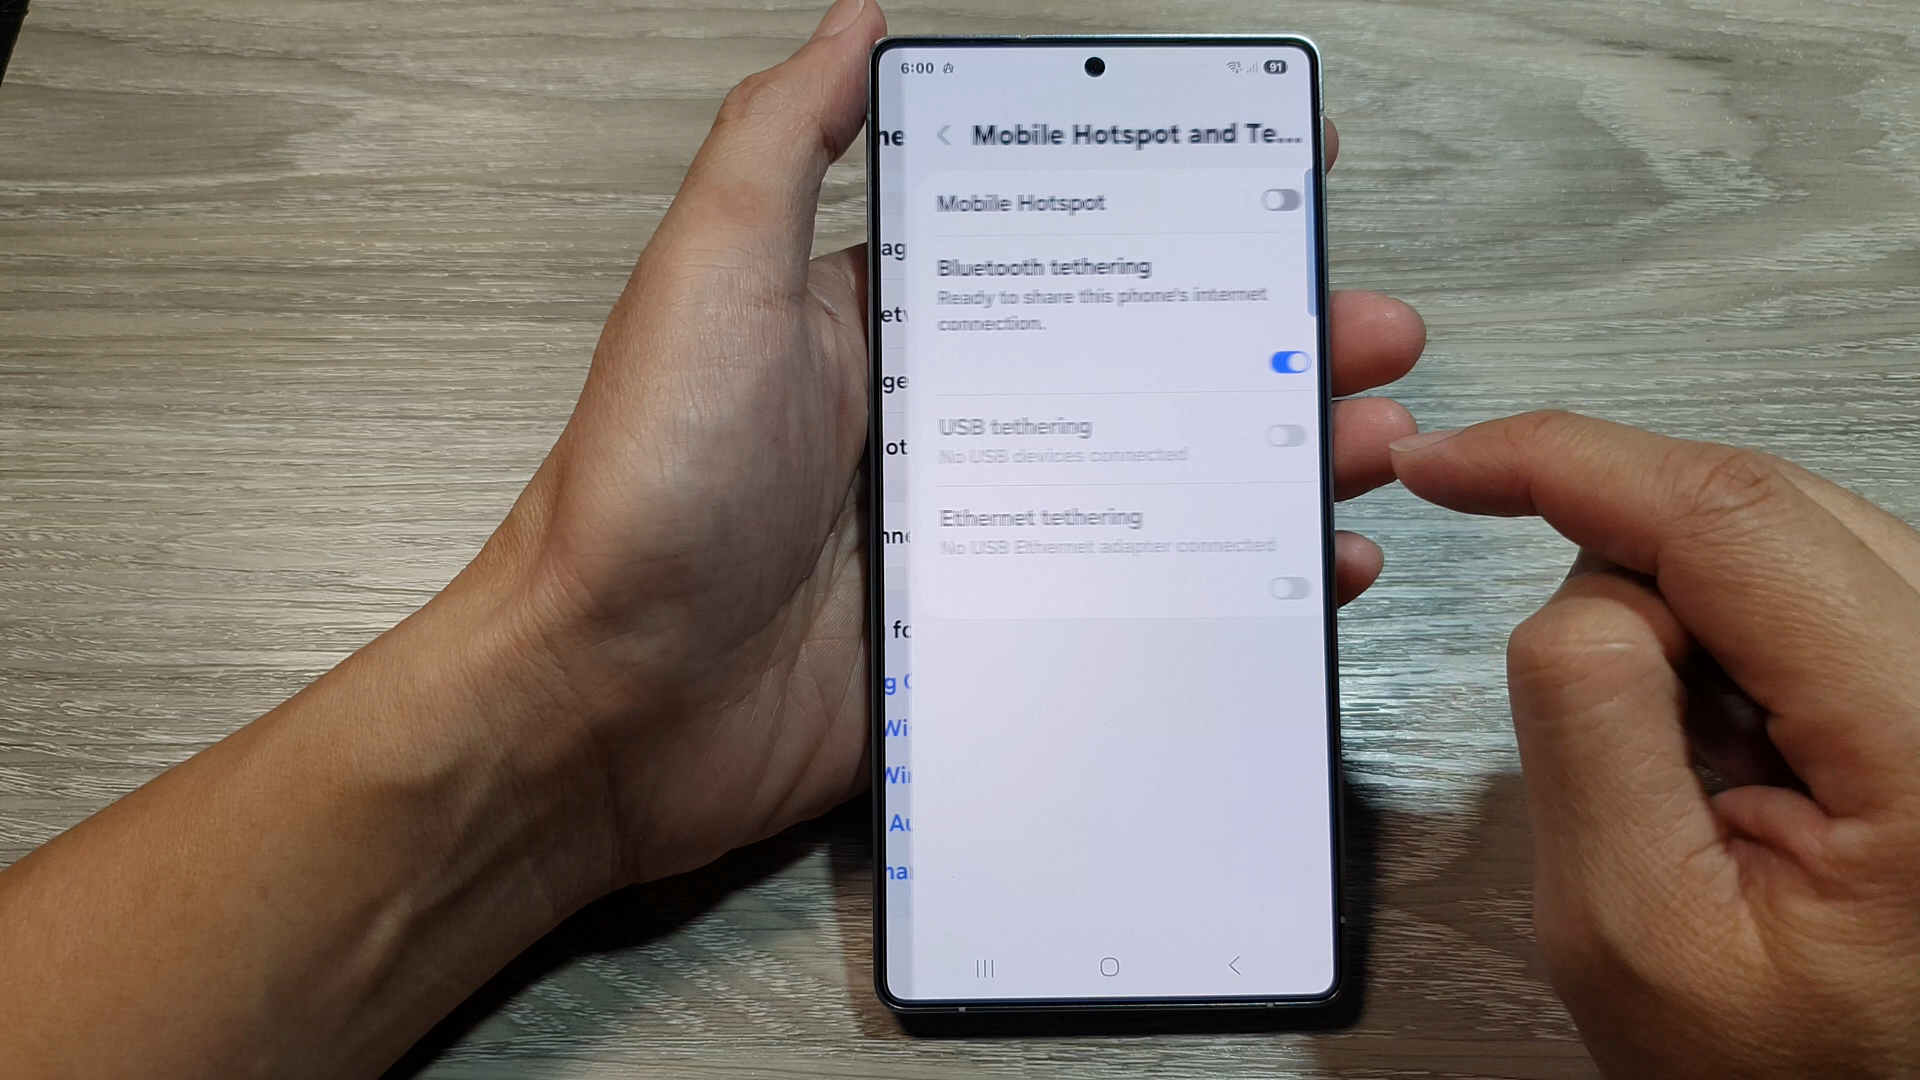 6:00
91
Mobile Hotspot and Te...
Mobile Hotspot
Bluetooth tethering
Ready to share this phone's internet
connection.
USB tethering
No USB devices connected
Ethernet tethering
No USB Ethernet adapter connected